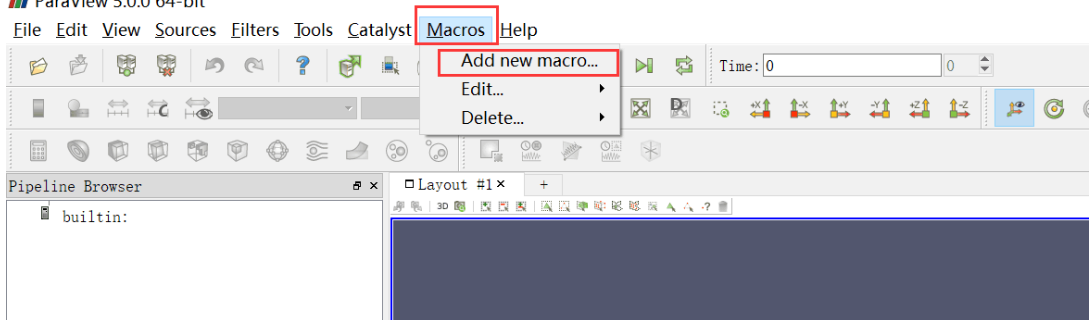 ParaView 5.0.0 64-bit
File Edit View Sources Filters Tools Catalyst Macros Help
Add new macro...
Time: 0 0
Edit...
Delete...
+X -X +Y -Y +Z -Z
Pipeline Browser
Layout #1 × +
3D
builtin: